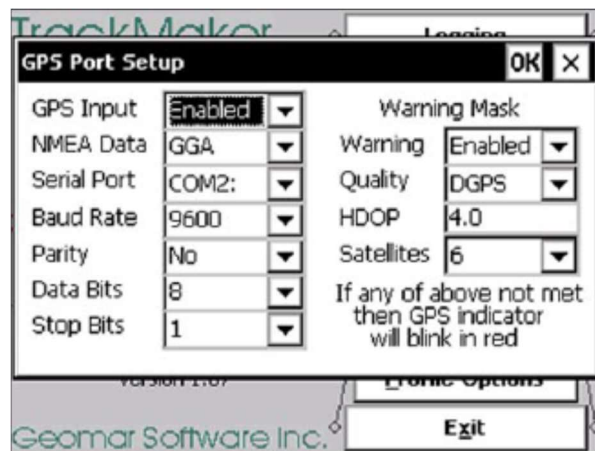 TrackMaker
Logging
GPS Port Setup OK
GPS Input Enabled
NMEA Data GGA
Serial Port COM2:
Baud Rate 9600
Parity No
Data Bits 8
Stop Bits 1
Warning Mask
Warning Enabled
Quality DGPS
HDOP 4.0
Satellites 6
If any of above not met
then GPS indicator
will blink in red
Version 1.67
Profile Options
Geomar Software Inc.
Exit